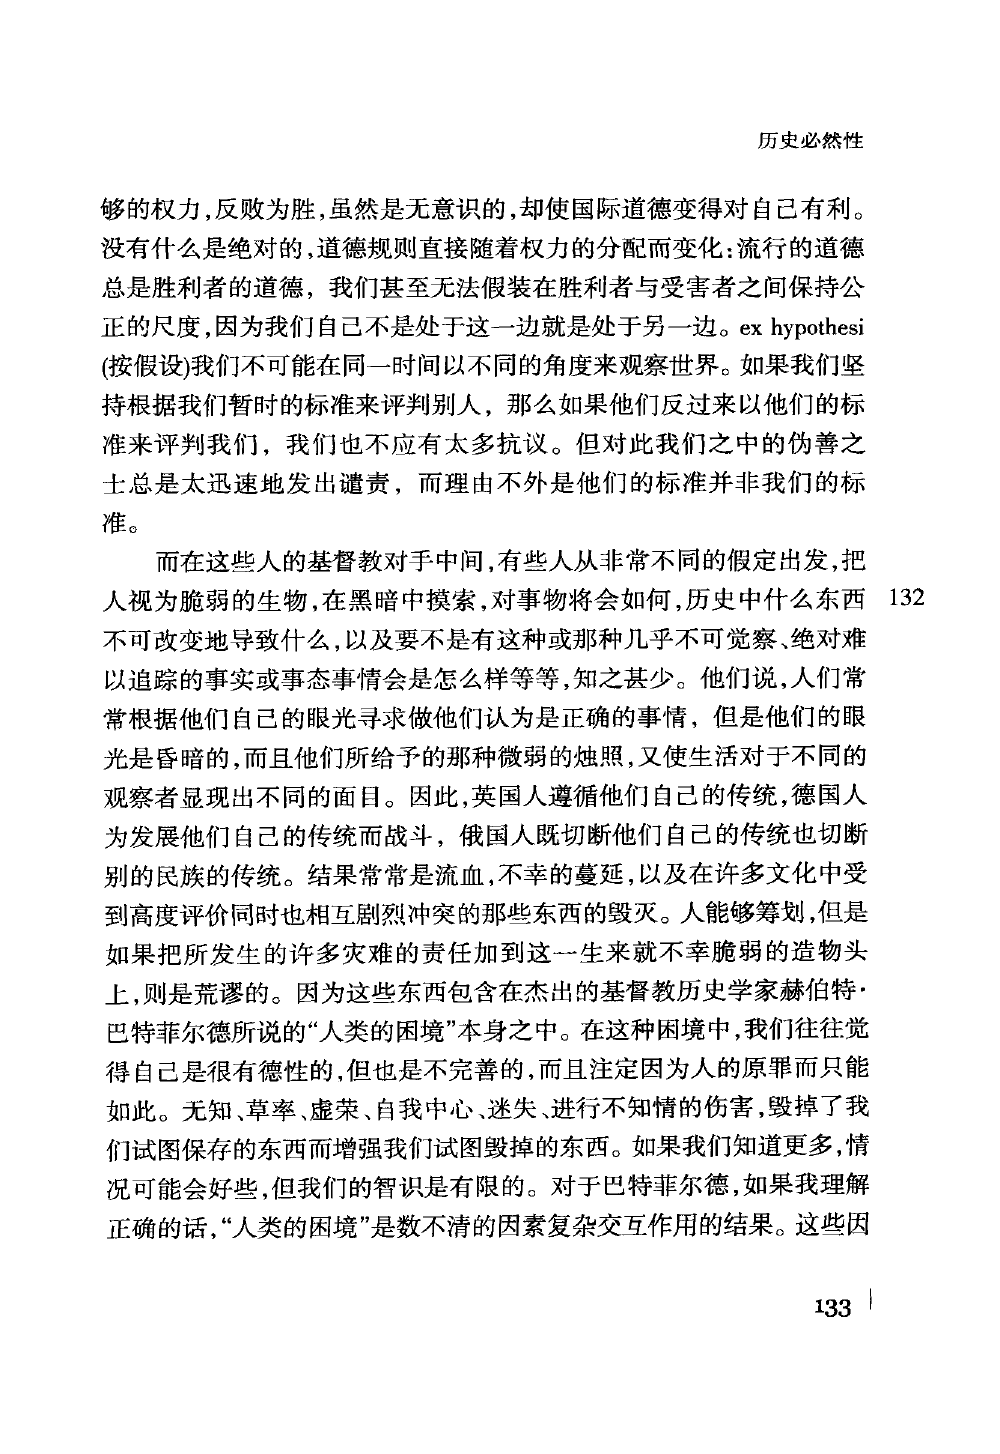 历史必然性
够的权力,反败为胜,虽然是无意识的,却使国际道德变得对自己有利。
没有什么是绝对的,道德规则直接随着权力的分配而变化:流行的道德
总是胜利者的道德，我们甚至无法假装在胜利者与受害者之间保持公
正的尺度,因为我们自己不是处于这一边就是处于另一边。ex hypothesi
(按假设)我们不可能在同一时间以不同的角度来观察世界。如果我们坚
持根据我们暂时的标准来评判别人，那么如果他们反过来以他们的标
准来评判我们，我们也不应有太多抗议。但对此我们之中的伪善之
士总是太迅速地发出谴责，而理由不外是他们的标准并非我们的标
准。
而在这些人的基督教对手中间,有些人从非常不同的假定出发,把
人视为脆弱的生物,在黑暗中摸索,对事物将会如何,历史中什么东西 132
不可改变地导致什么,以及要不是有这种或那种几乎不可觉察、绝对难
以追踪的事实或事态事情会是怎么样等等,知之甚少。他们说,人们常
常根据他们自己的眼光寻求做他们认为是正确的事情，但是他们的眼
光是昏暗的,而且他们所给予的那种微弱的烛照,又使生活对于不同的
观察者显现出不同的面目。因此,英国人遵循他们自己的传统,德国人
为发展他们自己的传统而战斗，俄国人既切断他们自己的传统也切断
别的民族的传统。结果常常是流血,不幸的蔓延,以及在许多文化中受
到高度评价同时也相互剧烈冲突的那些东西的毁灭。人能够筹划,但是
如果把所发生的许多灾难的责任加到这一生来就不幸脆弱的造物头
上,则是荒谬的。因为这些东西包含在杰出的基督教历史学家赫伯特·
巴特菲尔德所说的“人类的困境”本身之中。在这种困境中,我们往往觉
得自己是很有德性的,但也是不完善的,而且注定因为人的原罪而只能
如此。无知、草率、虚荣、自我中心、迷失、进行不知情的伤害,毁掉了我
们试图保存的东西而增强我们试图毁掉的东西。如果我们知道更多,情
况可能会好些,但我们的智识是有限的。对于巴特菲尔德,如果我理解
正确的话,“人类的困境”是数不清的因素复杂交互作用的结果。这些因
133